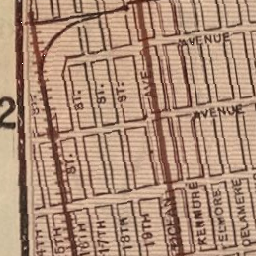 AVENUE
ST.
ST.
ST.
AVE.
2
ST.
AVENUE
ST.
16TH
17TH
18TH
19TH
OCEAN
KENMORE
ELMORE
DELAMERE